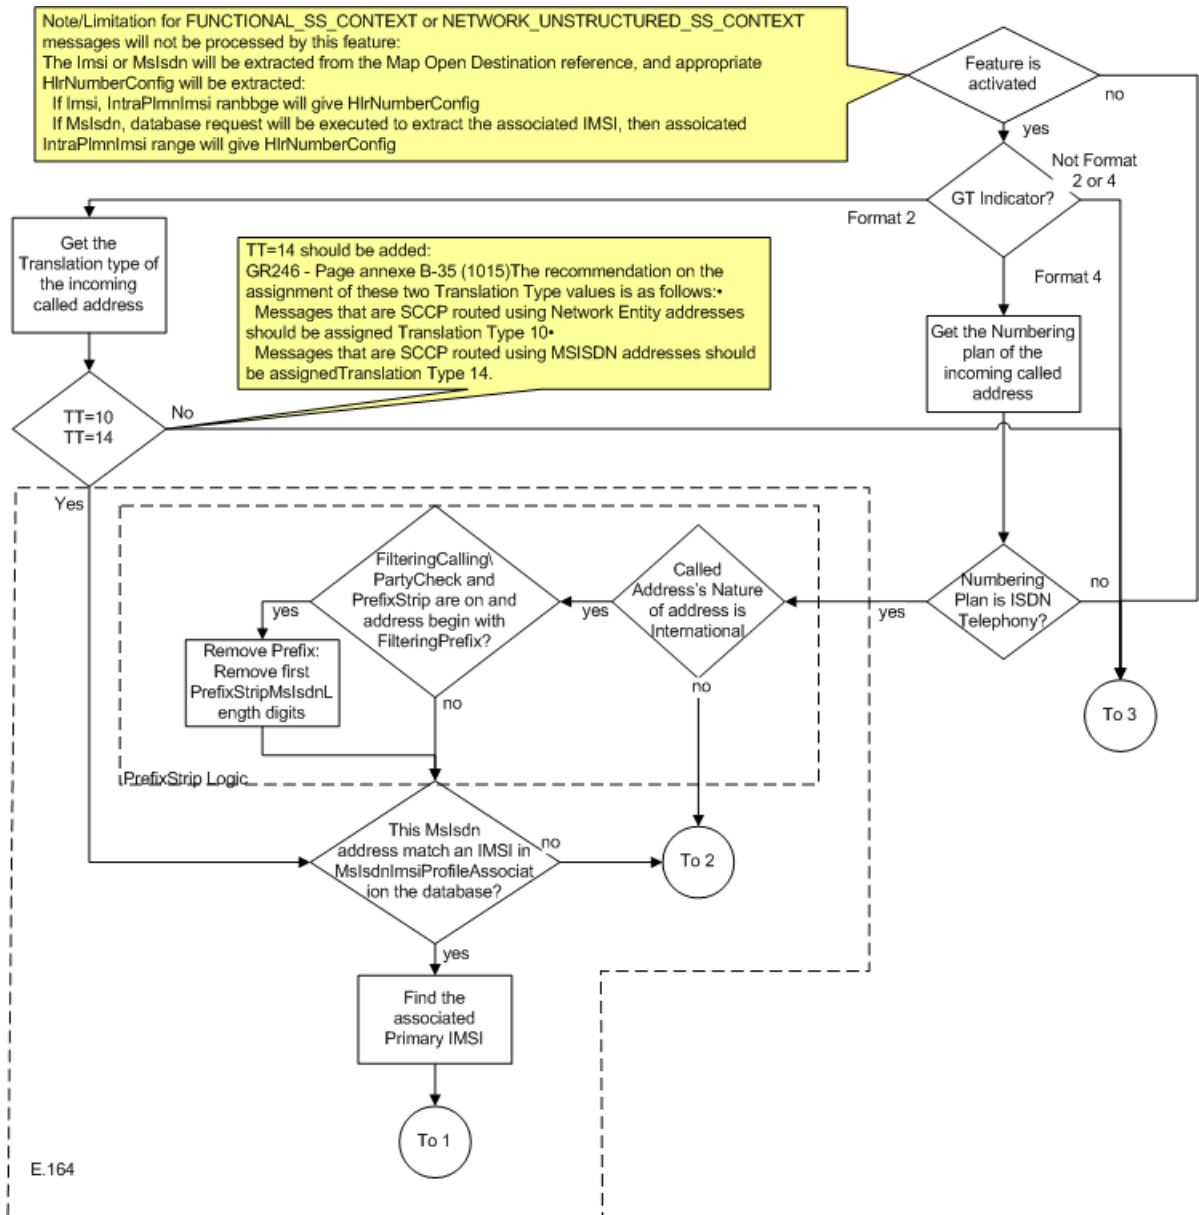 Note/Limitation for FUNCTIONAL_SS_CONTEXT or NETWORK_UNSTRUCTURED_SS_CONTEXT
messages will not be processed by this feature:
The Imsi or MsIsdn will be extracted from the Map Open Destination reference, and appropriate
HlrNumberConfig will be extracted:
If Imsi, IntraPlmnImsi ranbbge will give HlrNumberConfig
If MsIsdn, database request will be executed to extract the associated IMSI, then assoicated
IntraPlmnImsi range will give HlrNumberConfig
Feature is
activated
no
yes
Not Format
2 or 4
GT Indicator?
Format 2
Format 4
Get the
Translation type of
the incoming
called address
TT=14 should be added:
GR246 - Page annexe B-35 (1015)The recommendation on the
assignment of these two Translation Type values is as follows:•
Messages that are SCCP routed using Network Entity addresses
should be assigned Translation Type 10•
Messages that are SCCP routed using MSISDN addresses should
be assignedTranslation Type 14.
Get the Numbering
plan of the
incoming called
address
TT=10
TT=14
No
Yes
FilteringCalling\
PartyCheck and
PrefixStrip are on and
address begin with
FilteringPrefix?
yes
no
Called
Address's Nature
of address is
International
yes
no
Numbering
Plan is ISDN
Telephony?
yes
no
Remove Prefix:
Remove first
PrefixStripMsIsdnL
ength digits
To 3
PrefixStrip Logic
This MsIsdn
address match an IMSI in
MsIsdnImsiProfileAssociat
ion the database?
no
To 2
yes
Find the
associated
Primary IMSI
To 1
E.164